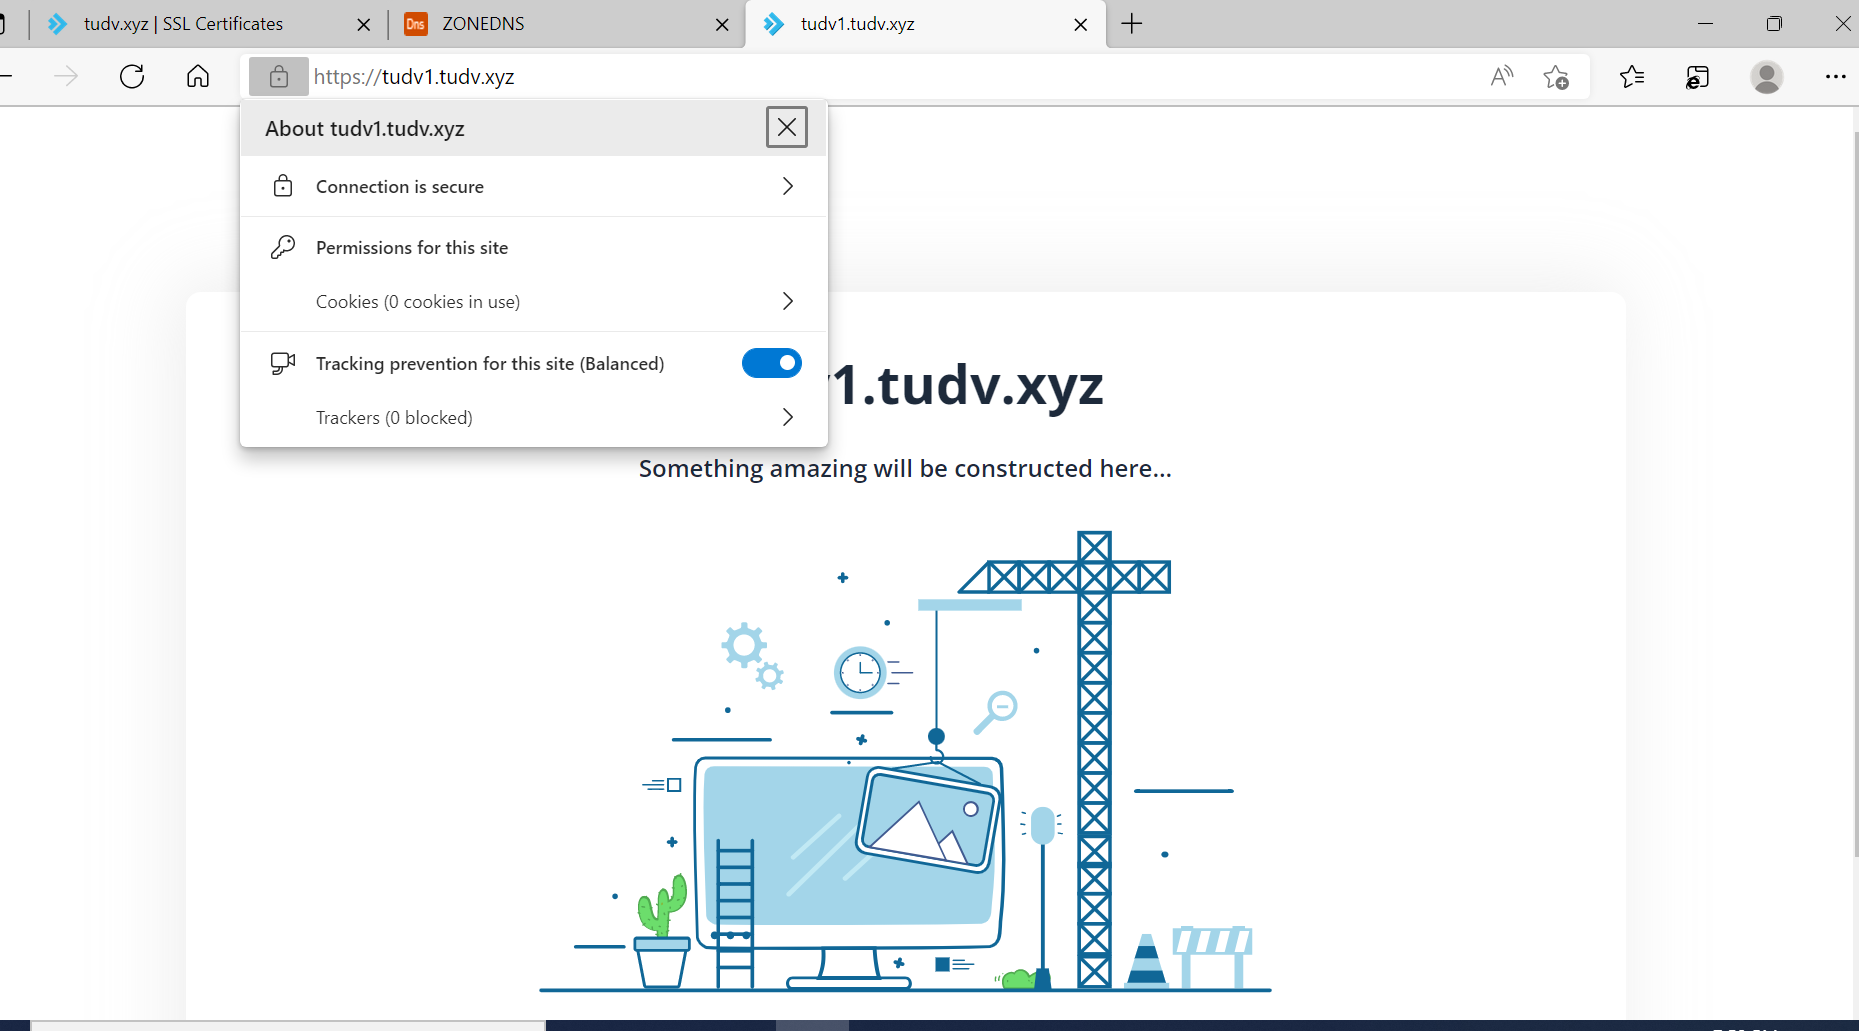 tudv.xyz | SSL Certificates
Dns
ZONEDNS
tudv1.tudv.xyz
https://tudv1.tudv.xyz
About tudv1.tudv.xyz
Connection is secure
Permissions for this site
Cookies (0 cookies in use)
Tracking prevention for this site (Balanced)
Trackers (0 blocked)
1.tudv.xyz
Something amazing will be constructed here...